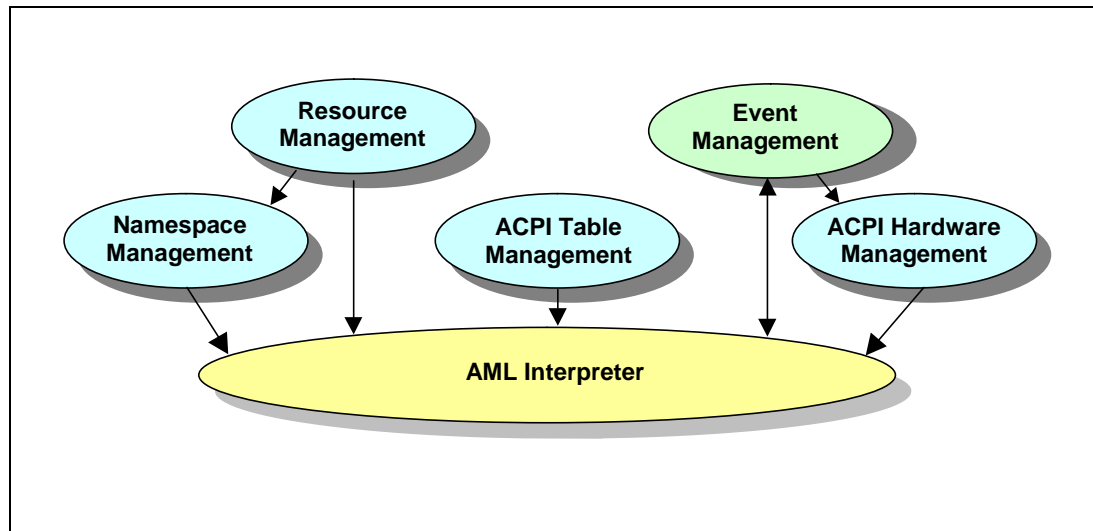 Resource
Management
Event
Management
Namespace
Management
ACPI Table
Management
ACPI Hardware
Management
AML Interpreter